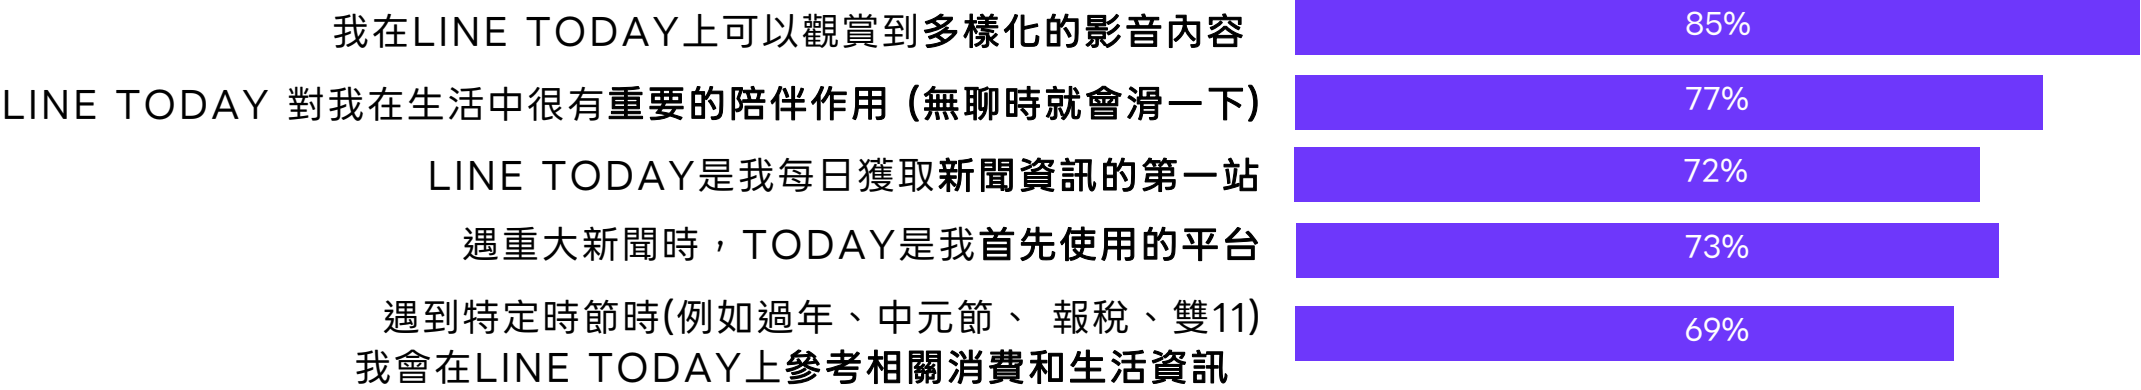 我在LINE TODAY上可以觀賞到多樣化的影音內容 85%
LINE TODAY 對我在生活中很有重要的陪伴作用 (無聊時就會滑一下) 77%
LINE TODAY是我每日獲取新聞資訊的第一站 72%
遇重大新聞時，TODAY是我首先使用的平台 73%
遇到特定時節時(例如過年、中元節、 報稅、雙11) 69%
我會在LINE TODAY上參考相關消費和生活資訊